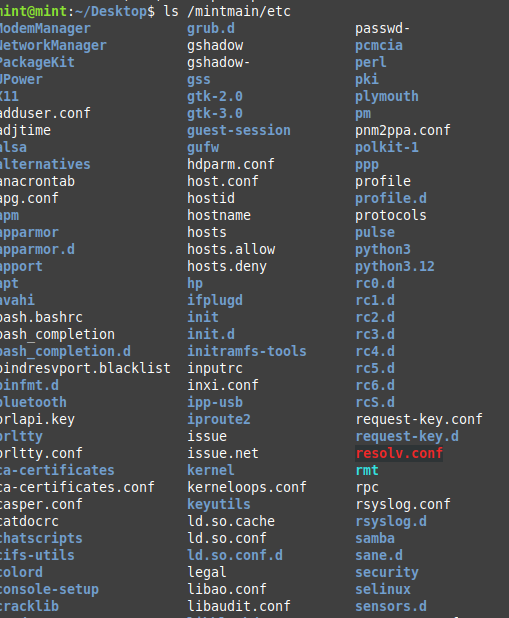 mint@mint:~/Desktop$ ls /mintmain/etc
ModemManager grub.d passwd-
NetworkManager gshadow pcmcia
PackageKit gshadow- perl
UPower gss pki
X11 gtk-2.0 plymouth
adduser.conf gtk-3.0 pm
adjtime guest-session pnm2ppa.conf
alsa gufw polkit-1
alternatives hdparm.conf ppp
anacrontab host.conf profile
apg.conf hostid profile.d
apm hostname protocols
apparmor hosts pulse
apparmor.d hosts.allow python3
apport hosts.deny python3.12
apt hp rc0.d
avahi ifplugd rc1.d
bash.bashrc init rc2.d
bash_completion init.d rc3.d
bash_completion.d initramfs-tools rc4.d
bindresvport.blacklist inputrc rc5.d
binfmt.d inxi.conf rc6.d
bluetooth ipp-usb rcS.d
brlapi.key iproute2 request-key.conf
brltty issue request-key.d
brltty.conf issue.net resolv.conf
ca-certificates kernel rmt
ca-certificates.conf kerneloops.conf rpc
casper.conf keyutils rsyslog.conf
catdocrc ld.so.cache rsyslog.d
chatscripts ld.so.conf samba
cifs-utils ld.so.conf.d sane.d
colord legal security
console-setup libao.conf selinux
cracklib libaudit.conf sensors.d